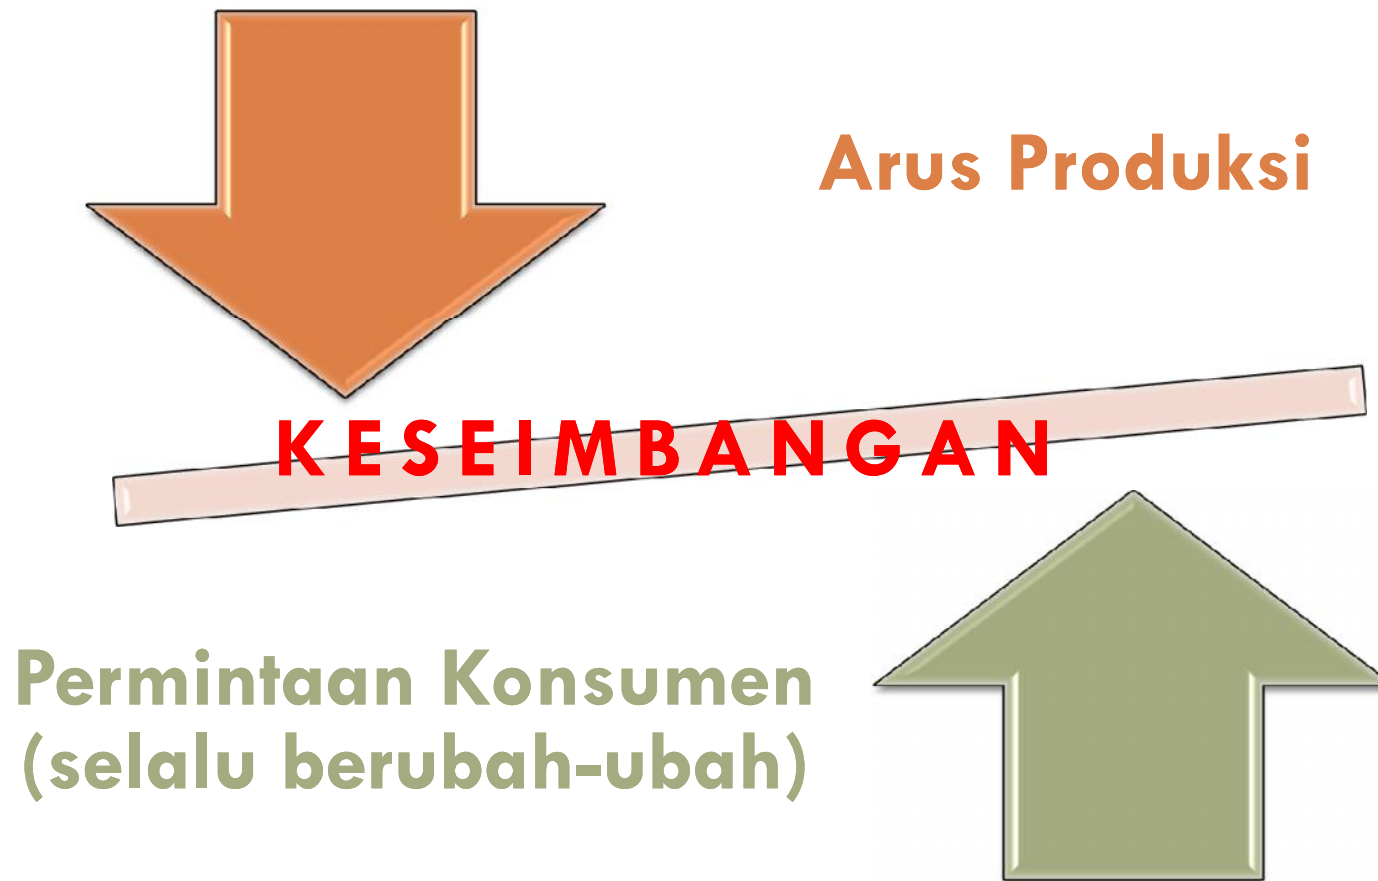 Arus Produksi
KESEIMBANGAN
Permintaan Konsumen
(selalu berubah-ubah)